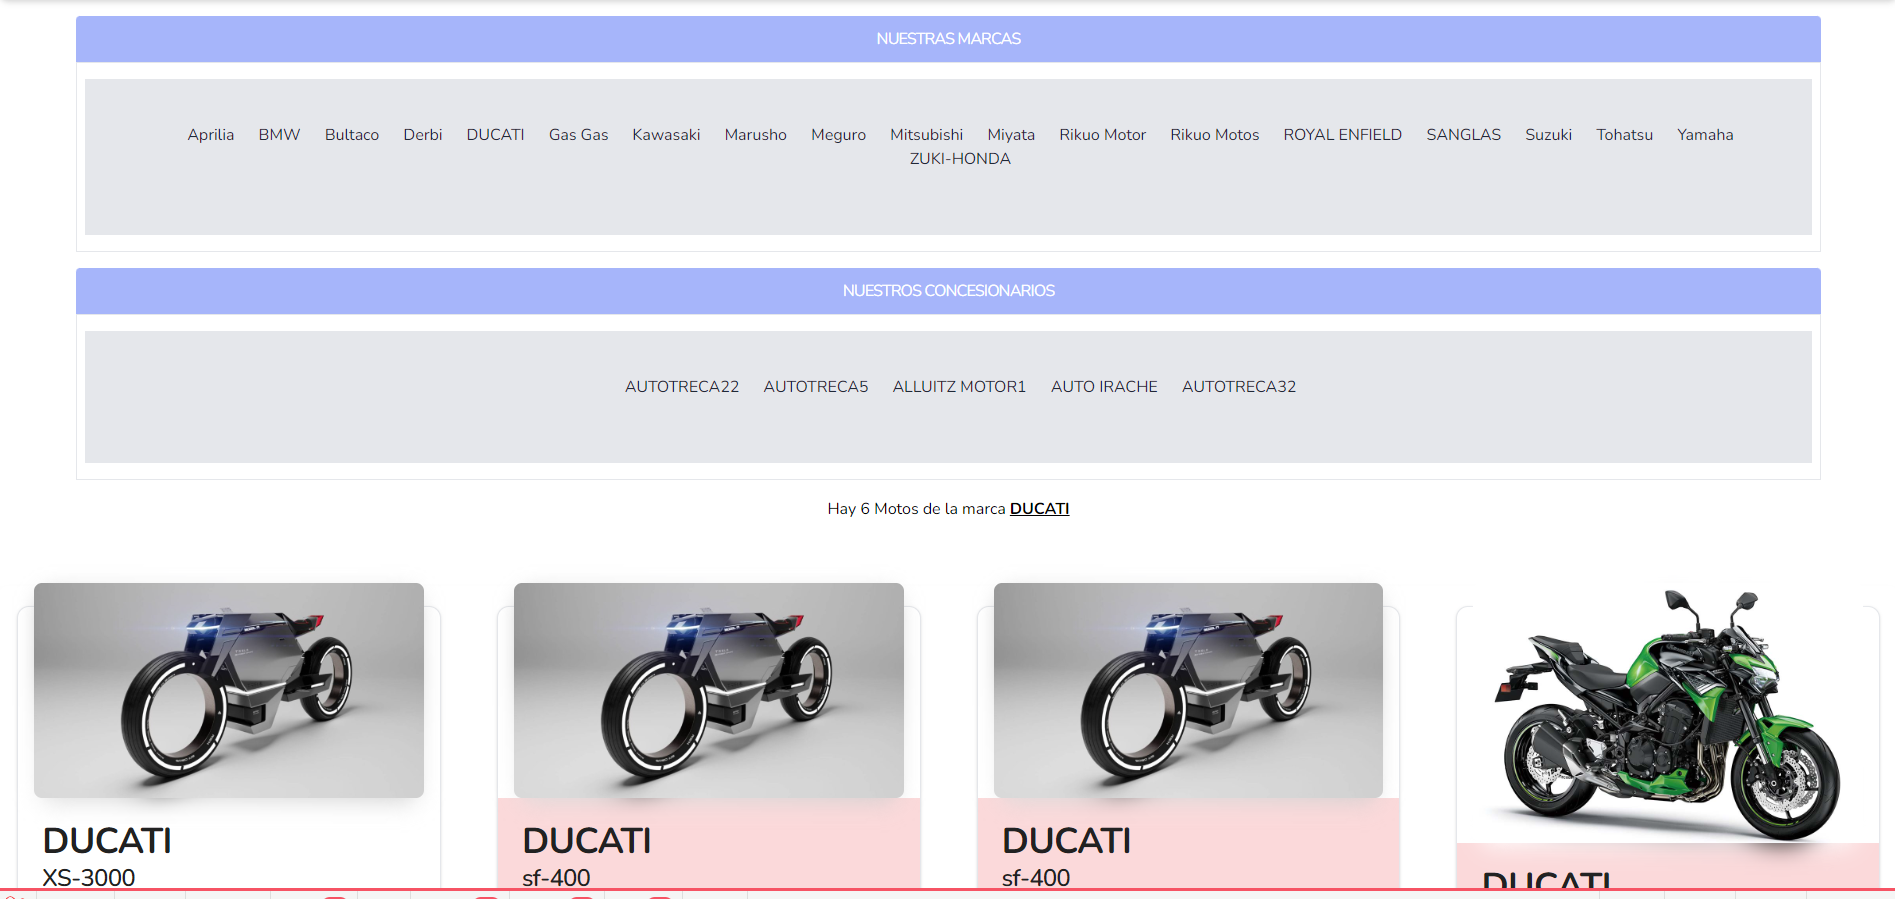 NUESTRAS MARCAS
Aprilia BMW Bultaco Derbi DUCATI Gas Gas Kawasaki Marusho Meguro Mitsubishi Miyata Rikuo Motor Rikuo Motos ROYAL ENFIELD SANGLAS Suzuki Tohatsu Yamaha
ZUKI-HONDA
NUESTROS CONCESIONARIOS
AUTOTRECA22 AUTOTRECA5 ALLUITZ MOTOR1 AUTO IRACHE AUTOTRECA32
Hay 6 Motos de la marca DUCATI
DUCATI
XS-3000
DUCATI
sf-400
DUCATI
sf-400
DUCATI